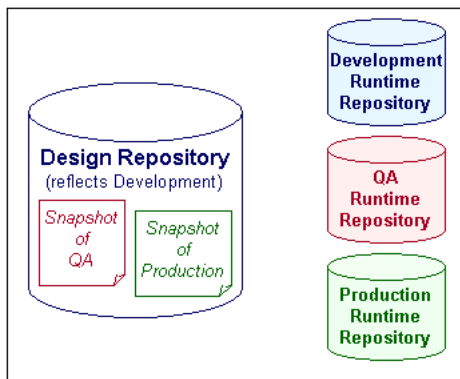 Design Repository
(reflects Development)
Snapshot
of
QA
Snapshot
of
Production
Development
Runtime
Repository
QA
Runtime
Repository
Production
Runtime
Repository